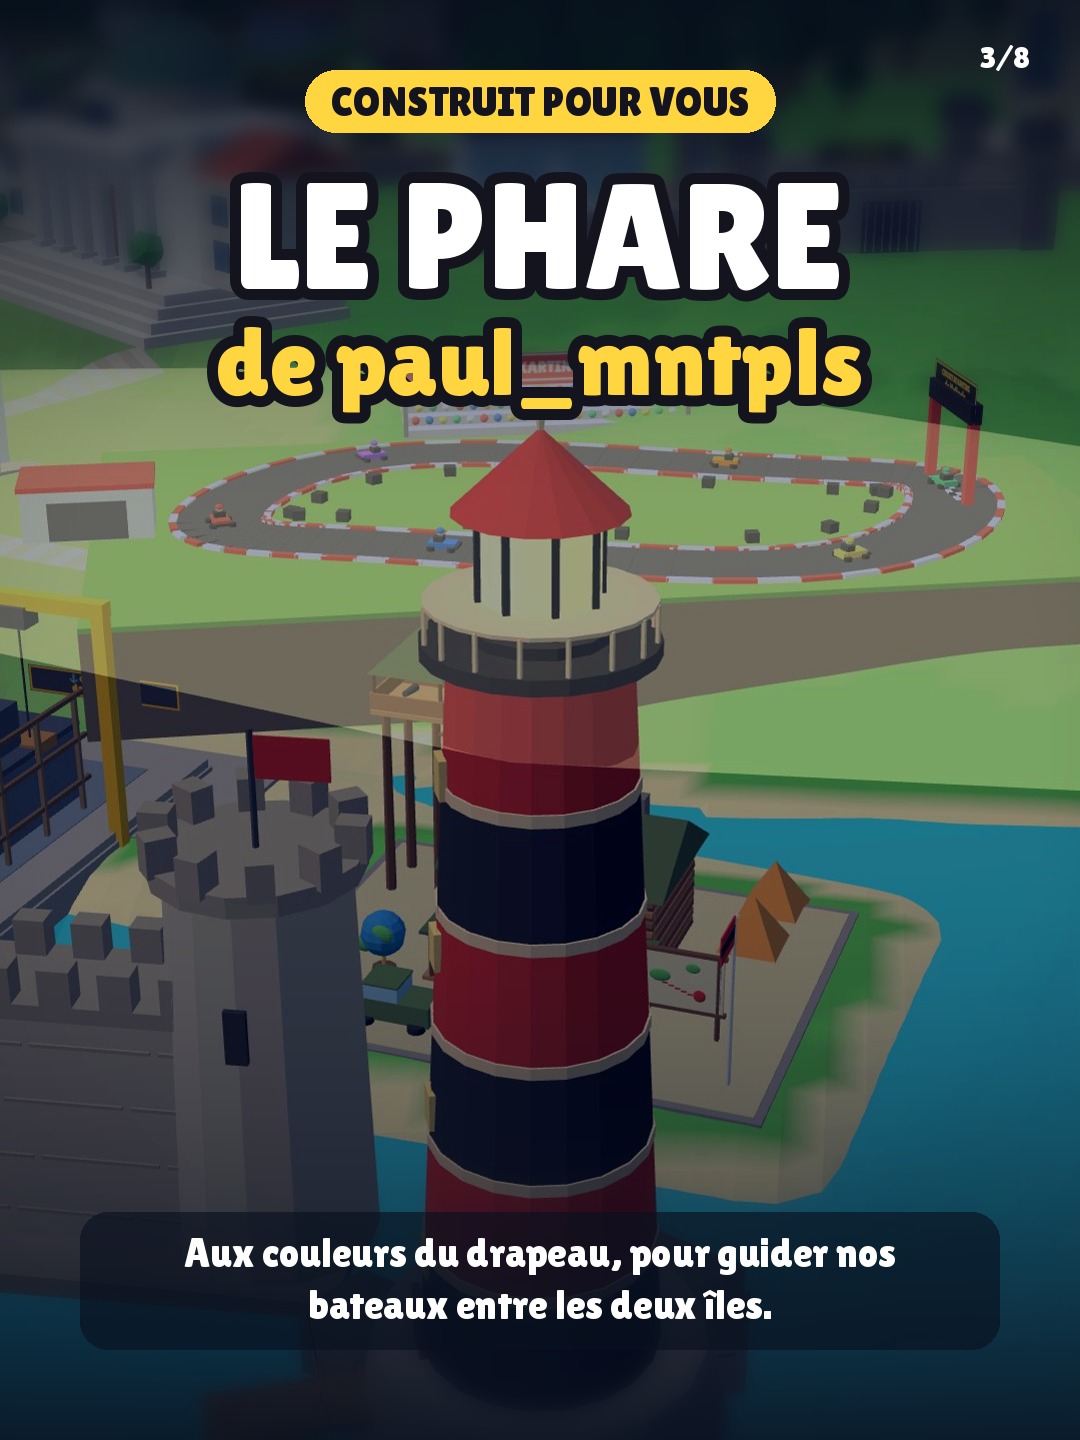 3/8
CONSTRUIT POUR VOUS
LE PHARE
de paul_mntpls
KARTING
Aux couleurs du drapeau, pour guider nos
bateaux entre les deux îles.